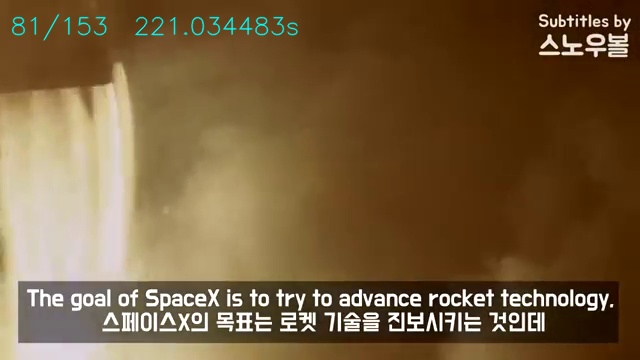 81/153 221.034483s
Subtitles by
스노우볼
The goal of SpaceX is to try to advance rocket technology.
스페이스X의 목표는 로켓 기술을 진보시키는 것인데